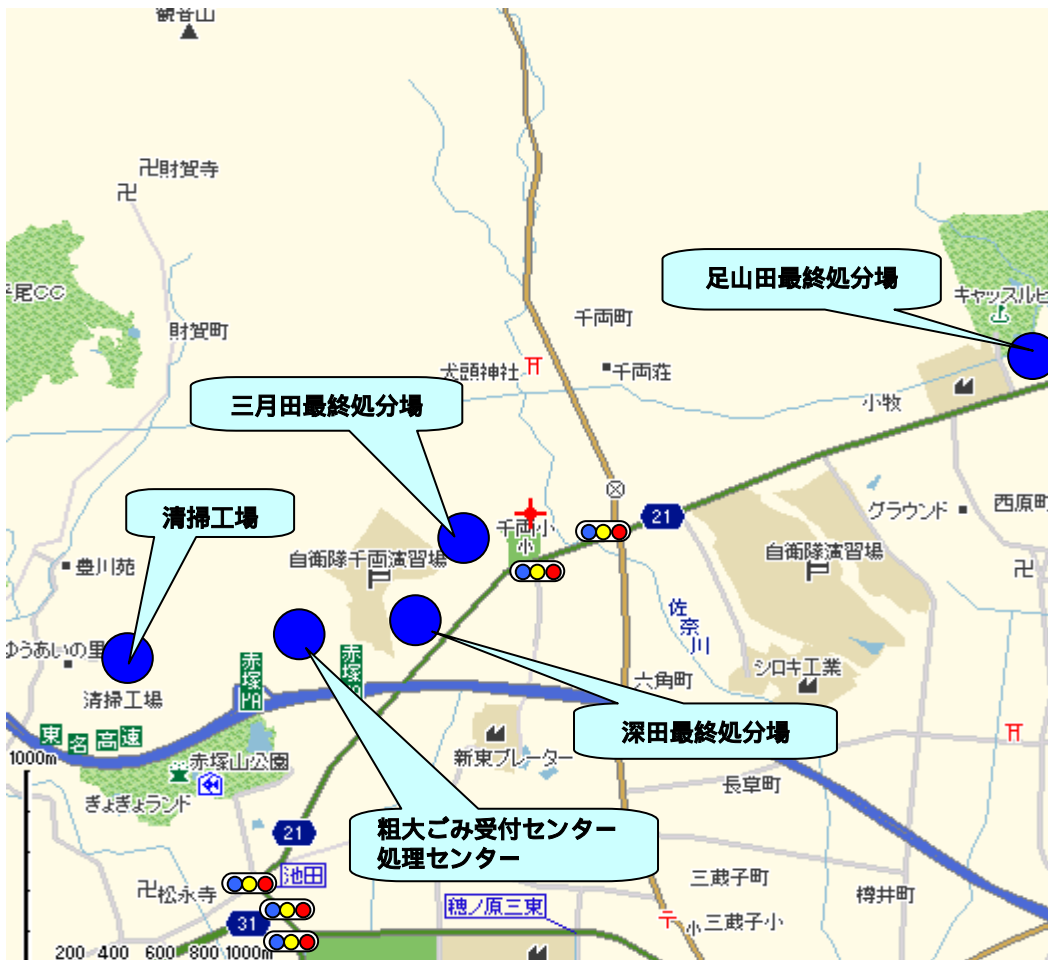 観音山
卍財賀寺
卍
尾CC
財賀町
千両町
足山田最終処分場
キャッスルヒ
犬頭神社
千両荘
小牧
三月田最終処分場
清掃工場
千両小
小
21
グラウンド
西原町
自衛隊千両演習場
自衛隊演習場
豊川苑
卍
佐奈川
ゆうあいの里
赤塚PA
赤塚
シロキ工業
六角町
清掃工場
東名高速
深田最終処分場
1000m
赤塚山公園
新東ブレーター
長草町
ぎょぎょランド
21
粗大ごみ受付センター
処理センター
池田
三蔵子町
卍松永寺
樽井町
穂ノ原三東
31
小三蔵子小
200 400 600 800 1000m